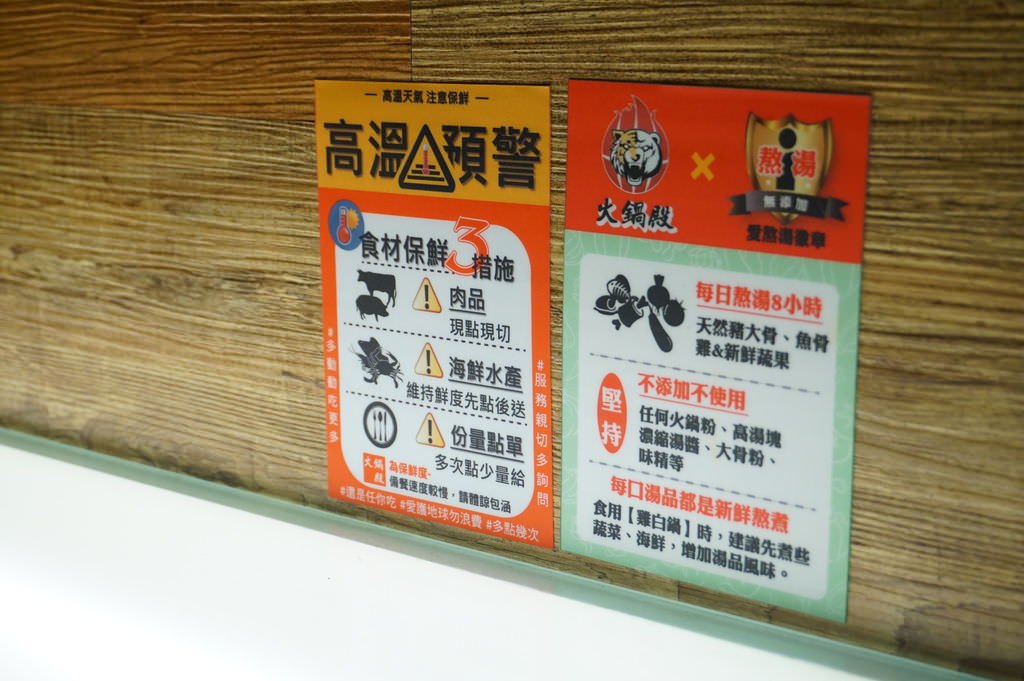 — 高溫天氣 注意保鮮 —
高溫預警
食材保鮮3措施
肉品
現點現切
海鮮水產
維持鮮度先點後送
份量點單
多次點少量給
火鍋殿
為保鮮度-
備餐速度較慢，請體諒包涵
#多動動吃更多
#服務親切多詢問
#還是任你吃 #愛護地球勿浪費 #多點幾次
火鍋殿
×
熬湯
無添加
愛熬湯徽章
每日熬湯8小時
天然豬大骨、魚骨
雞&新鮮蔬果
堅持
不添加不使用
任何火鍋粉、高湯塊
濃縮湯醬、大骨粉、
味精等
每口湯品都是新鮮熬煮
食用【雞白鍋】時，建議先煮些
蔬菜、海鮮，增加湯品風味。